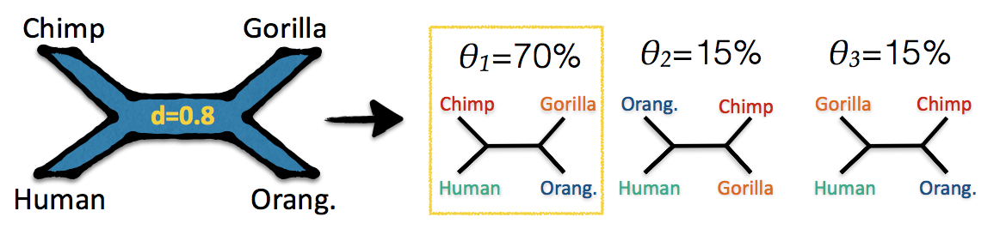 Chimp Gorilla
d=0.8
Human Orang.
θ1=70%
Chimp Gorilla
Human Orang.
θ2=15%
Orang. Chimp
Human Gorilla
θ3=15%
Gorilla Chimp
Human Orang.